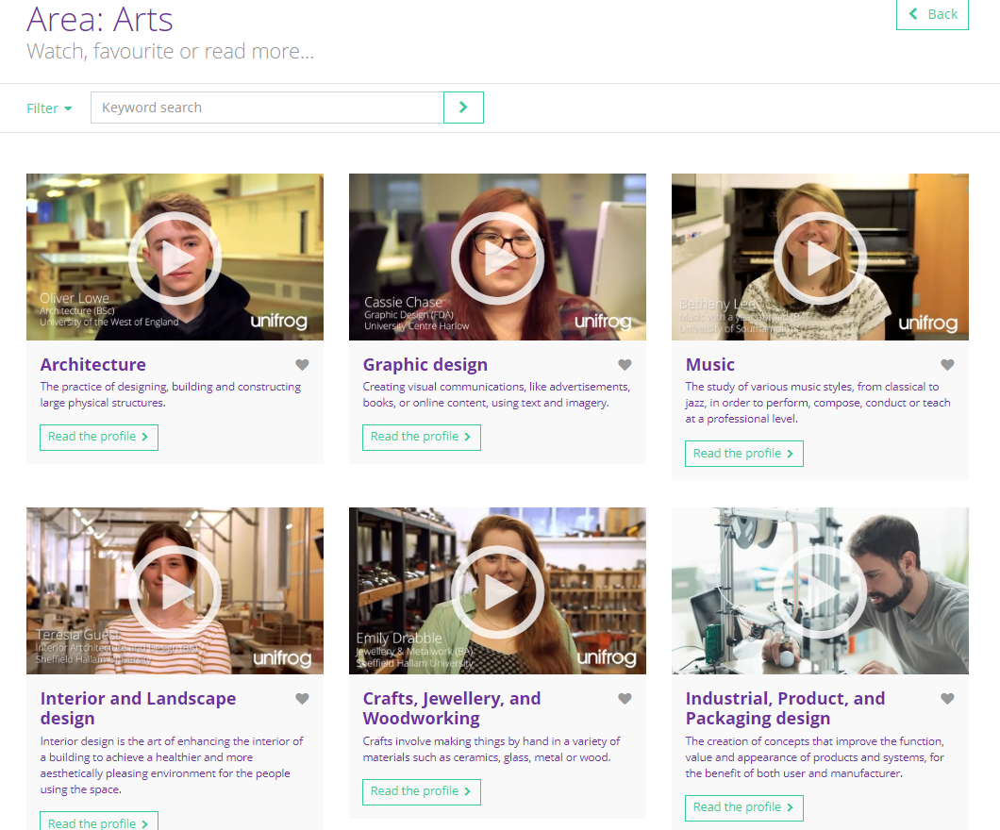 Area: Arts
Back
Watch, favourite or read more...
Filter
Keyword search
Oliver Lowe
Architecture (BSc)
University of the West of England
unifrog
Cassie Chase
Graphic Design (FDA)
University Centre Harlow
unifrog
Bethany Lee
Music with a year
University of Southampton
unifrog
Architecture
The practice of designing, building and constructing
large physical structures.
Read the profile
Graphic design
Creating visual communications, like advertisements,
books, or online content, using text and imagery.
Read the profile
Music
The study of various music styles, from classical to
jazz, in order to perform, compose, conduct or teach
at a professional level.
Read the profile
Teresia Guest
Interior Artchitecture and Design (BA)
Sheffield Hallam University
unifrog
Emily Drabble
Jewellery & Metalwork (BA)
Sheffield Hallam University
unifrog
Interior and Landscape
design
Interior design is the art of enhancing the interior of
a building to achieve a healthier and more
aesthetically pleasing environment for the people
using the space.
Read the profile
Crafts, Jewellery, and
Woodworking
Crafts involve making things by hand in a variety of
materials such as ceramics, glass, metal or wood.
Read the profile
Industrial, Product, and
Packaging design
The creation of concepts that improve the function,
value and appearance of products and systems, for
the benefit of both user and manufacturer.
Read the profile